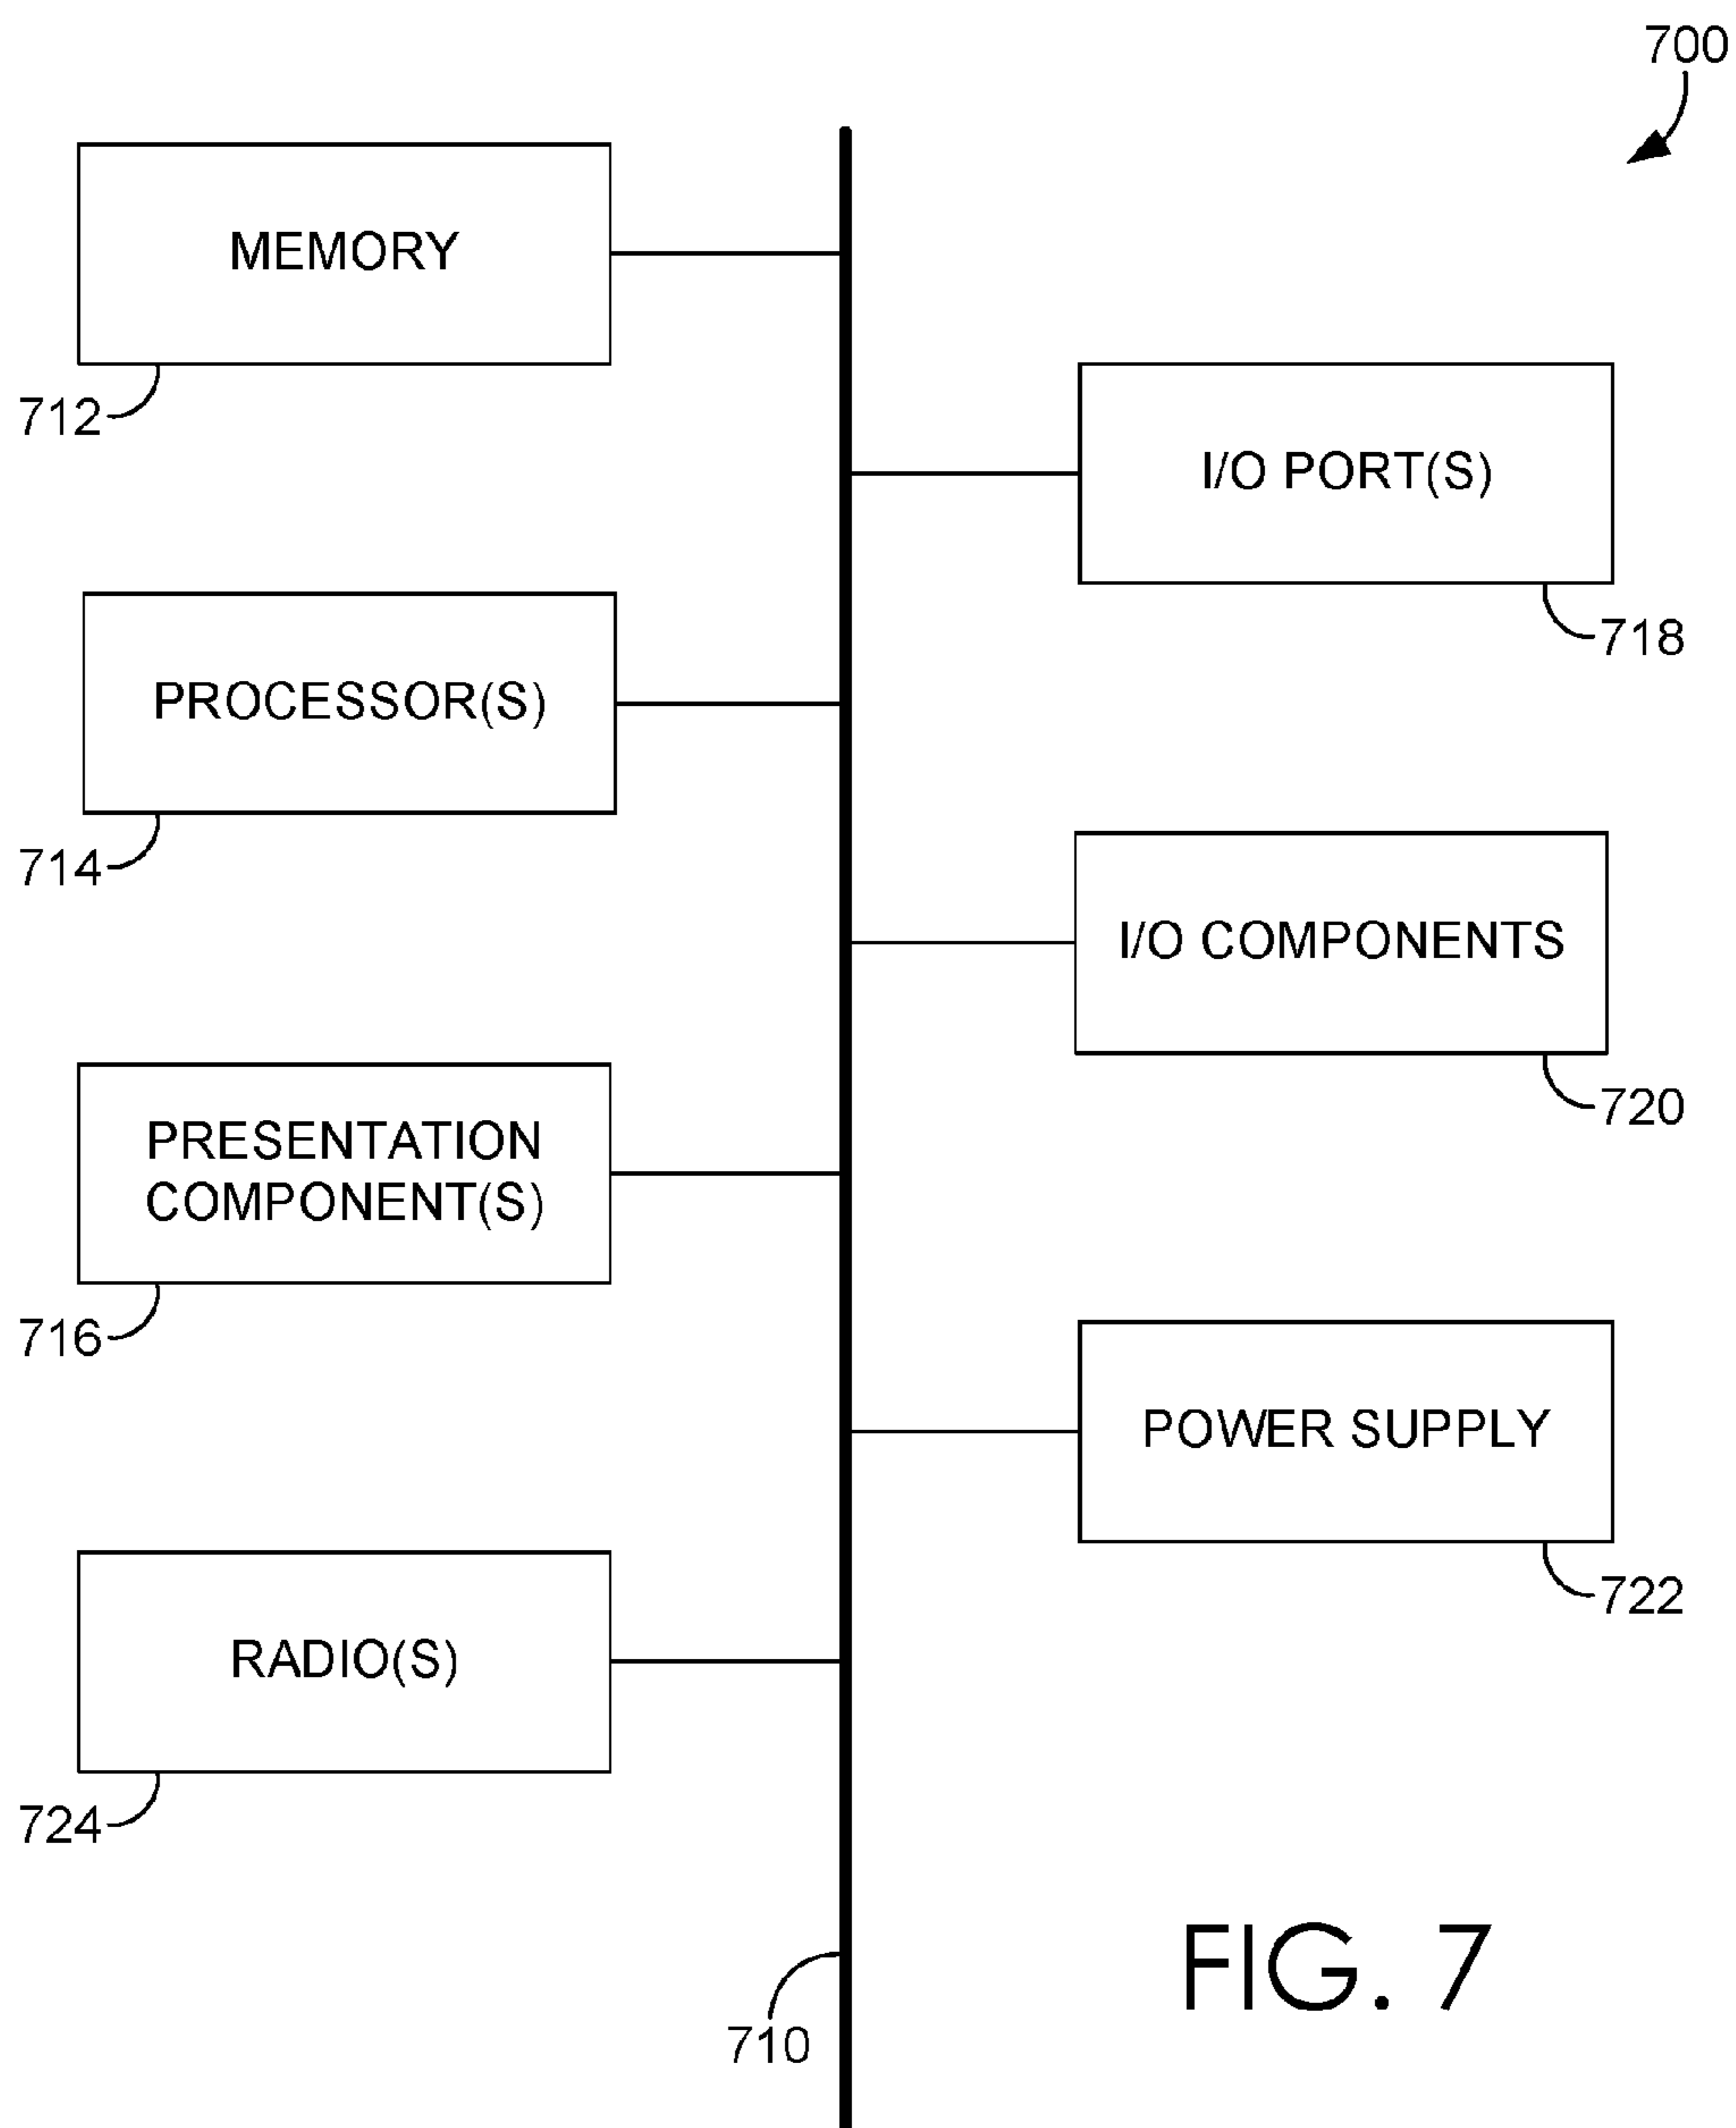 700
MEMORY
712
I/O PORT(S)
718
PROCESSOR(S)
714
I/O COMPONENTS
720
PRESENTATION
COMPONENT(S)
716
POWER SUPPLY
722
RADIO(S)
724
710
FIG. 7